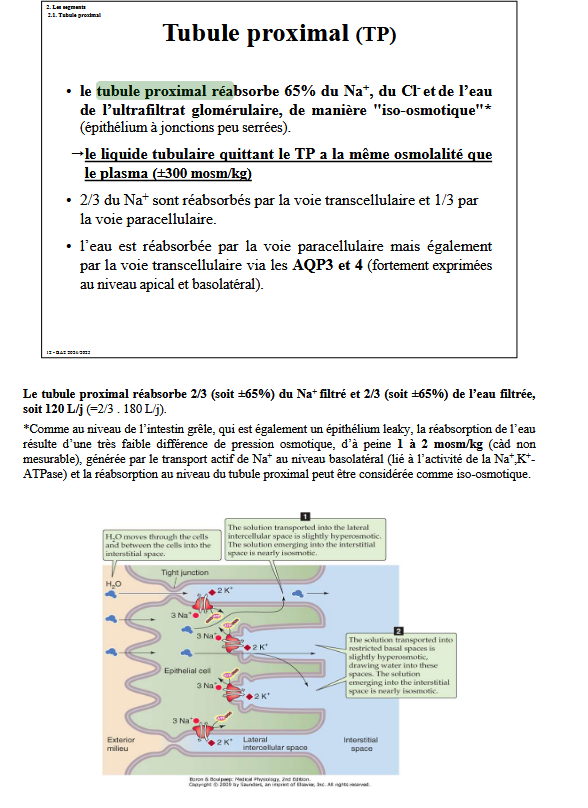 2. Les segments
2.1. Tubule proximal
Tubule proximal (TP)
• le tubule proximal réabsorbe 65% du Na⁺, du Cl⁻ et de l’eau
de l’ultrafiltrat glomérulaire, de manière "iso-osmotique"*
(épithélium à jonctions peu serrées).
→le liquide tubulaire quittant le TP a la même osmolalité que
le plasma (±300 mosm/kg)
• 2/3 du Na⁺ sont réabsorbés par la voie transcellulaire et 1/3 par
la voie paracellulaire.
• l’eau est réabsorbée par la voie paracellulaire mais également
par la voie transcellulaire via les AQP3 et 4 (fortement exprimées
au niveau apical et basolatéral).
Le tubule proximal réabsorbe 2/3 (soit ±65%) du Na⁺ filtré et 2/3 (soit ±65%) de l’eau filtrée,
soit 120 L/j (=2/3 . 180 L/j).
*Comme au niveau de l’intestin grêle, qui est également un épithélium leaky, la réabsorption de l’eau
résulte d’une très faible différence de pression osmotique, d’à peine 1 à 2 mosm/kg (càd non
mesurable), générée par le transport actif de Na⁺ au niveau basolatéral (lié à l’activité de la Na⁺,K⁺-
ATPase) et la réabsorption au niveau du tubule proximal peut être considérée comme iso-osmotique.
1
H₂O moves through the cells
and between the cells into the
interstitial space.
The solution transported into the lateral
intercellular space is slightly hyperosmotic.
The solution emerging into the interstitial
space is nearly isosmotic.
Tight junction
H₂O
2 K⁺
3 Na⁺
3 Na⁺
2 K⁺
2
The solution transported into
restricted basal spaces is
slightly hyperosmotic,
drawing water into these
spaces. The solution
emerging into the interstitial
space is nearly isosmotic.
Epithelial cell
3 Na⁺
2 K⁺
3 Na⁺
2 K⁺
Exterior
milieu
Lateral
intercellular space
Interstitial
space
Boron & Boulpaep: Medical Physiology, 2nd Edition.
Copyright © 2009 by Saunders, an imprint of Elsevier, Inc. All rights reserved.